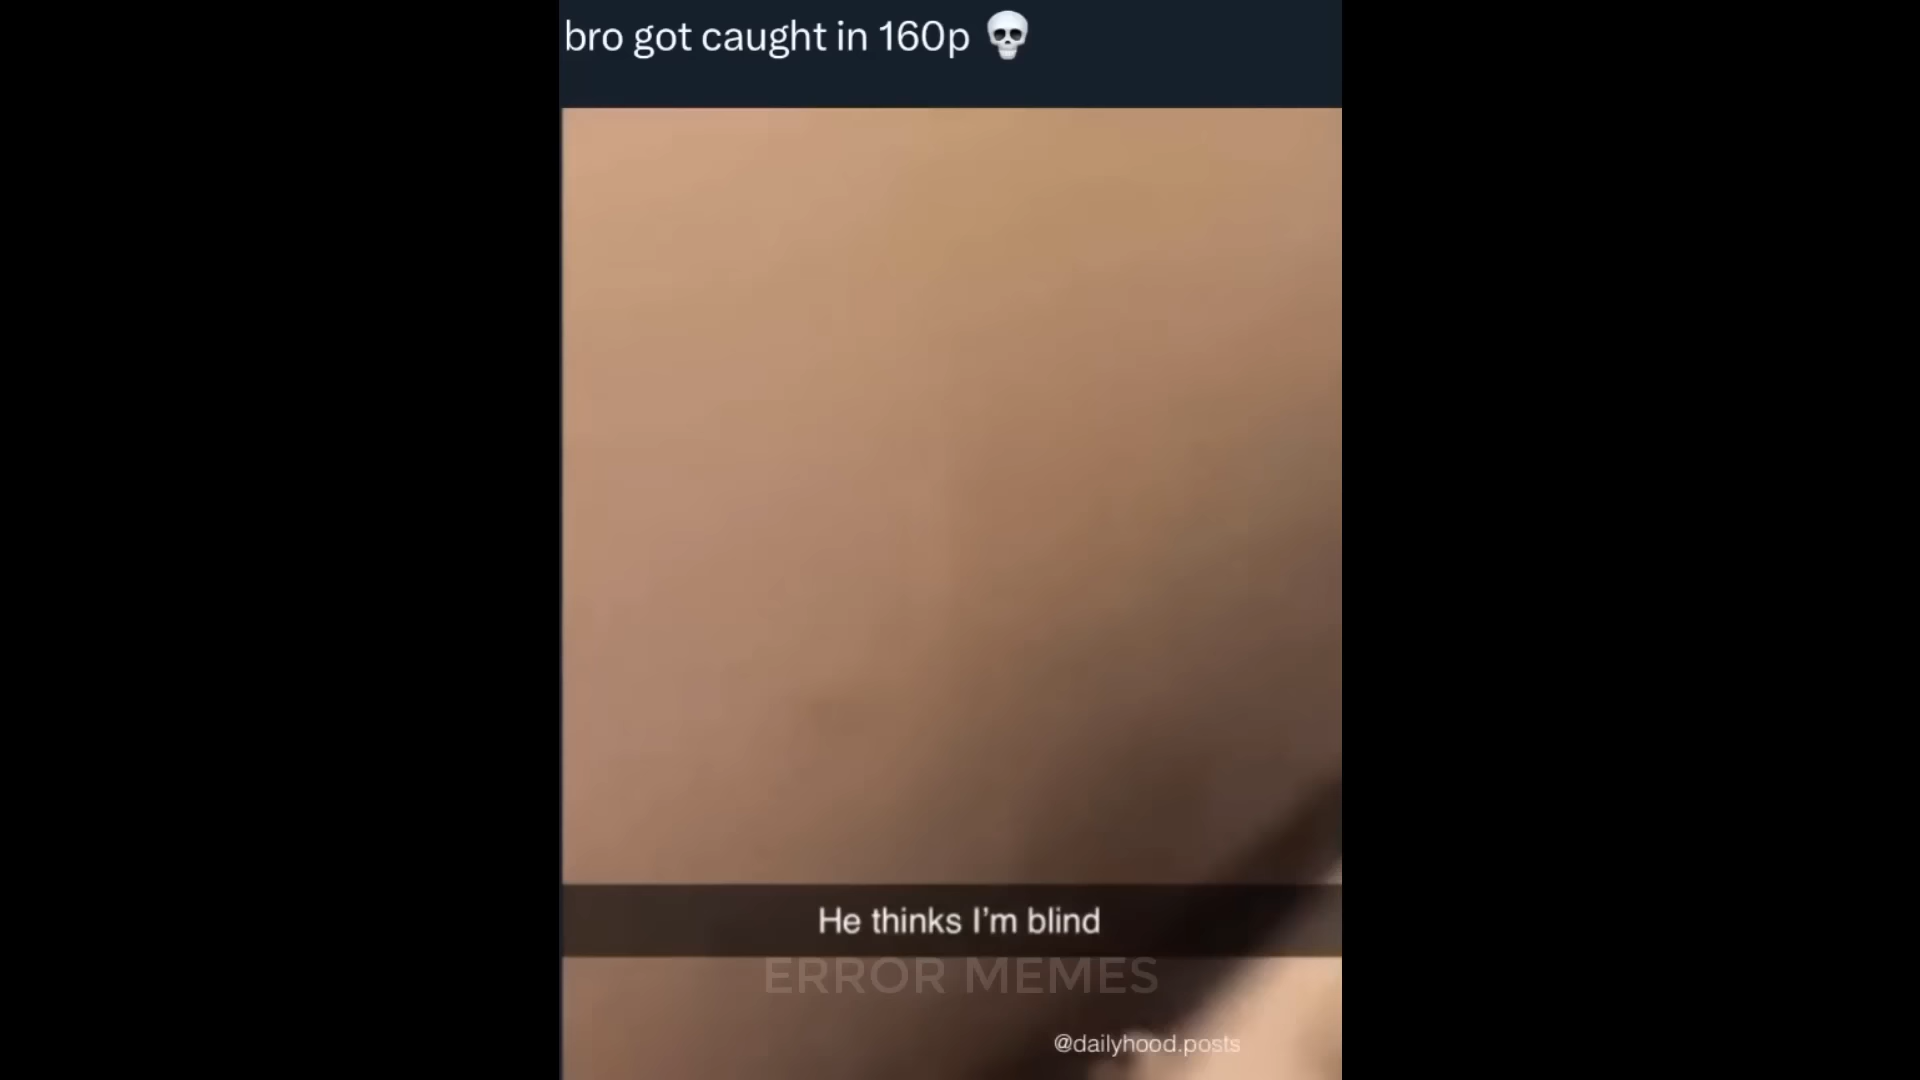 bro got caught in 160p 💀
He thinks I'm blind
ERROR MEMES
@dailyhood.posts